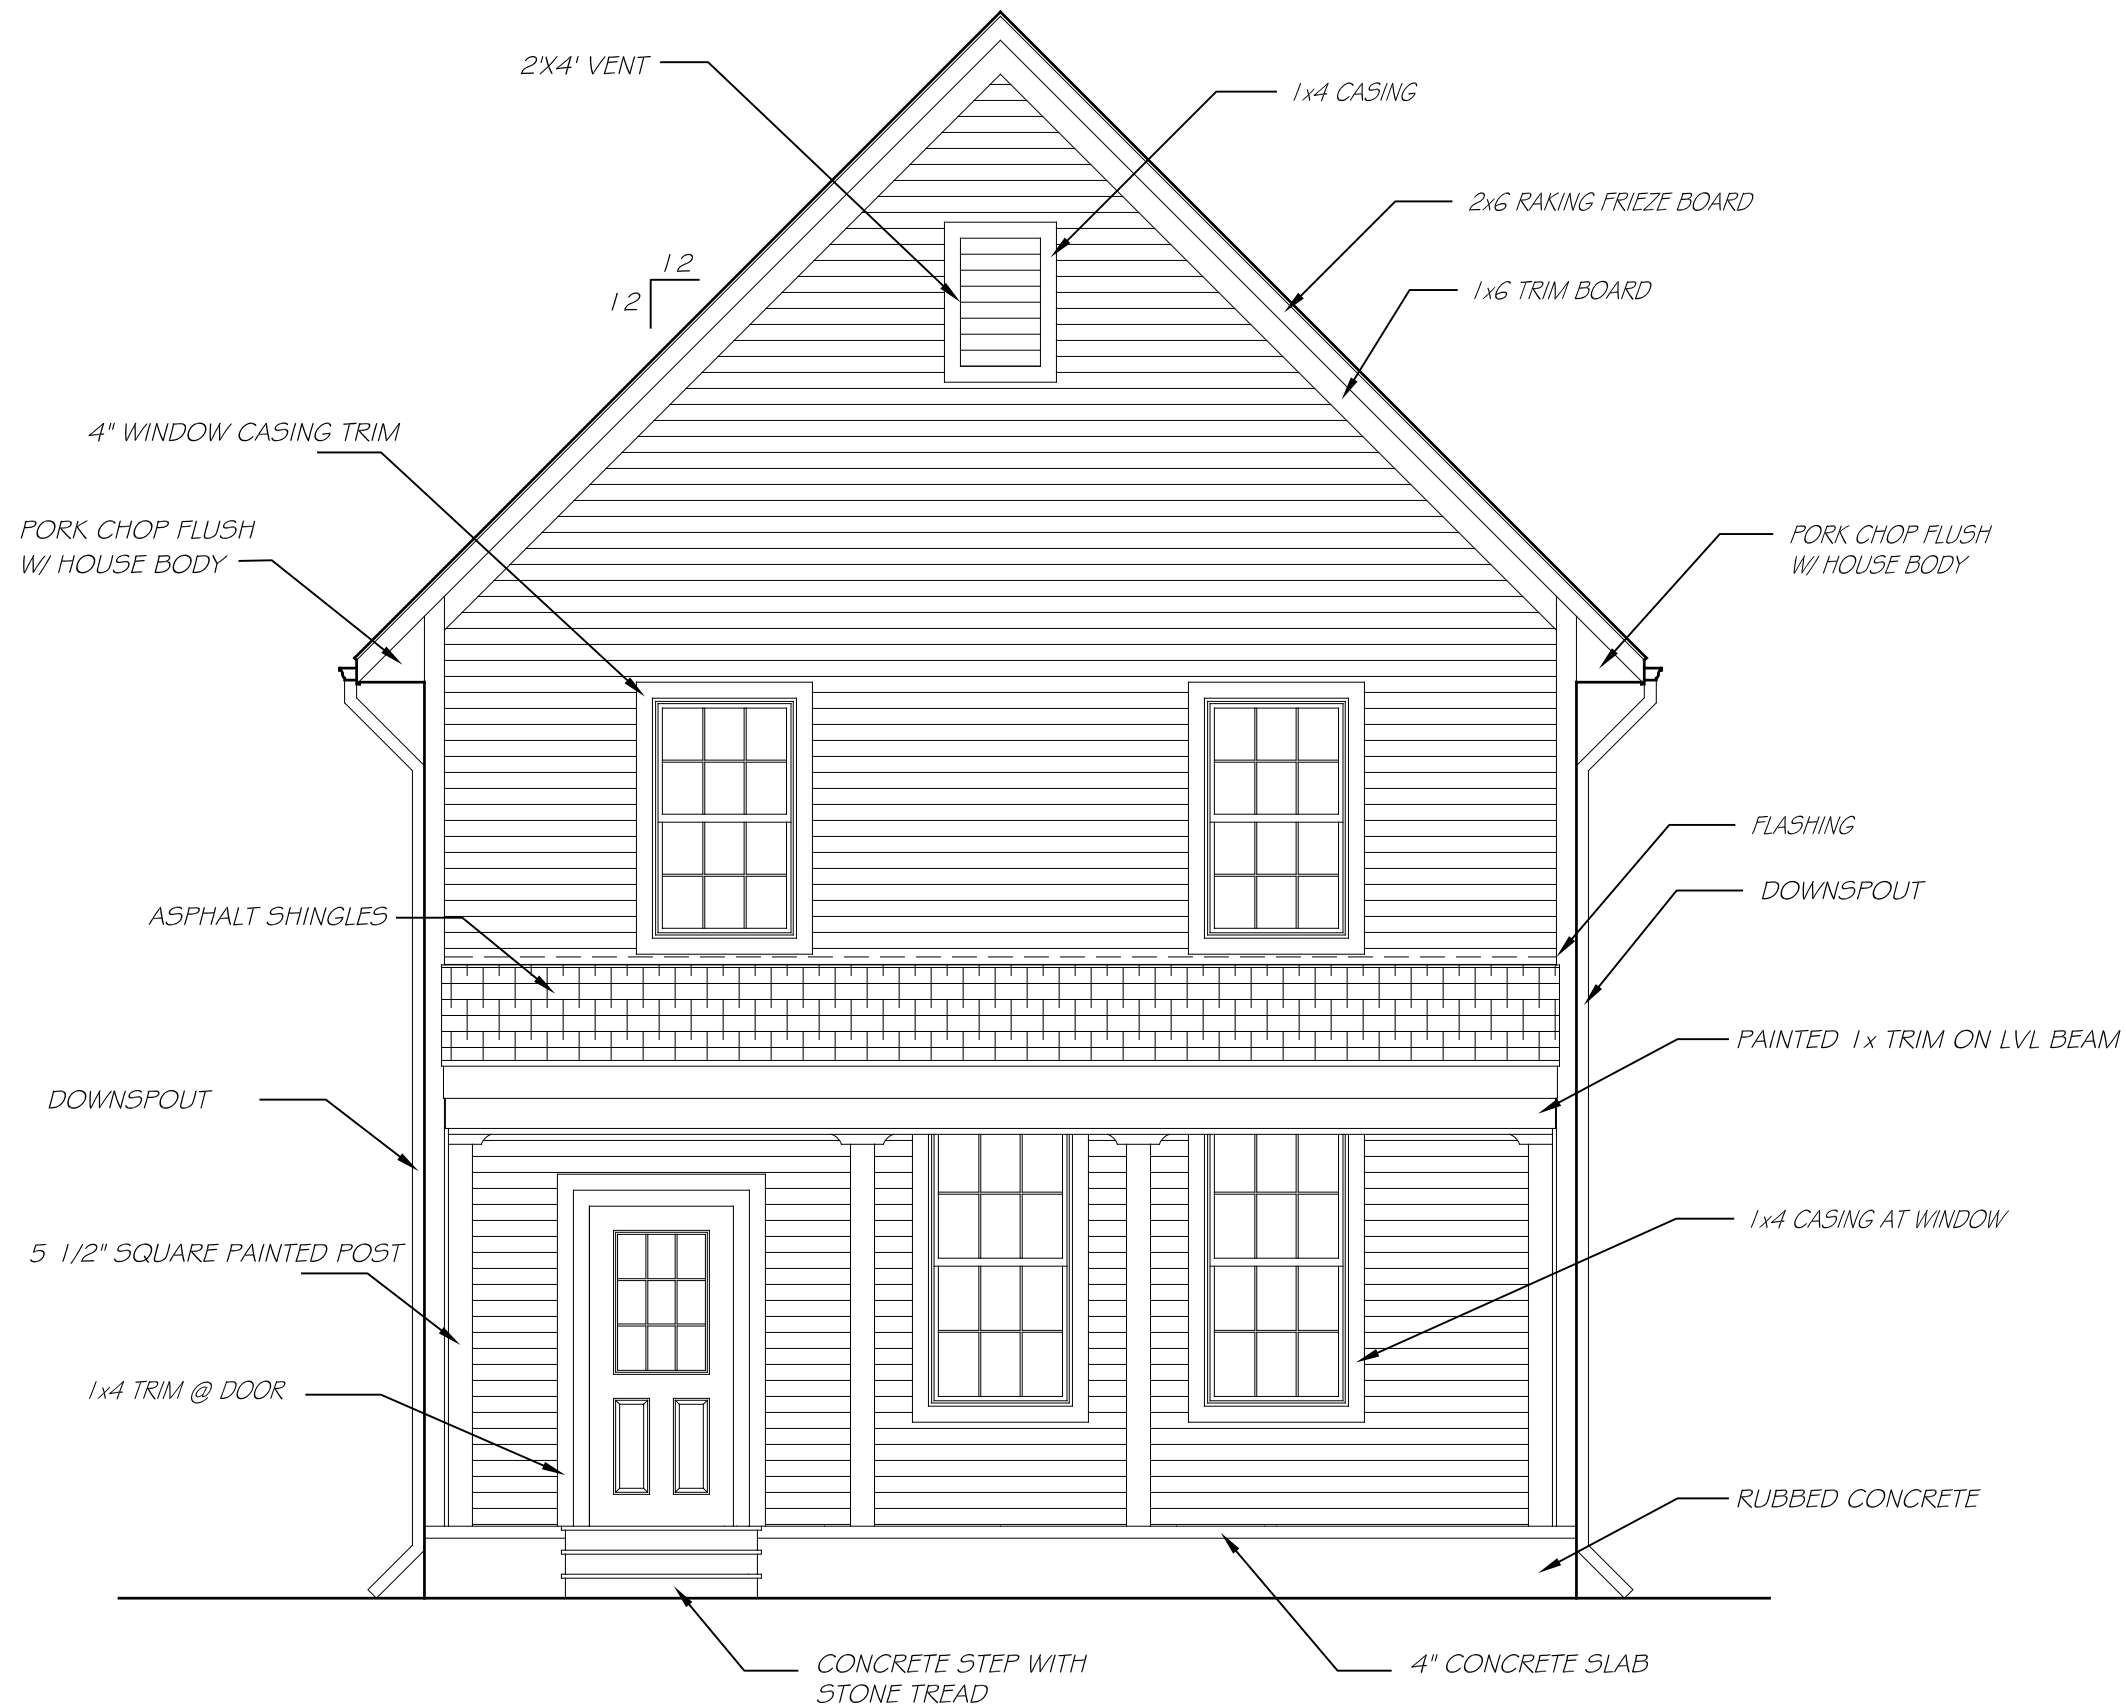 2'X4' VENT
1x4 CASING
2x6 RAKING FRIEZE BOARD
12
12
1x6 TRIM BOARD
4" WINDOW CASING TRIM
PORK CHOP FLUSH
W/ HOUSE BODY
PORK CHOP FLUSH
W/ HOUSE BODY
FLASHING
DOWNSPOUT
ASPHALT SHINGLES
PAINTED 1x TRIM ON LVL BEAM
DOWNSPOUT
1x4 CASING AT WINDOW
5 1/2" SQUARE PAINTED POST
1x4 TRIM @ DOOR
RUBBED CONCRETE
CONCRETE STEP WITH
STONE TREAD
4" CONCRETE SLAB